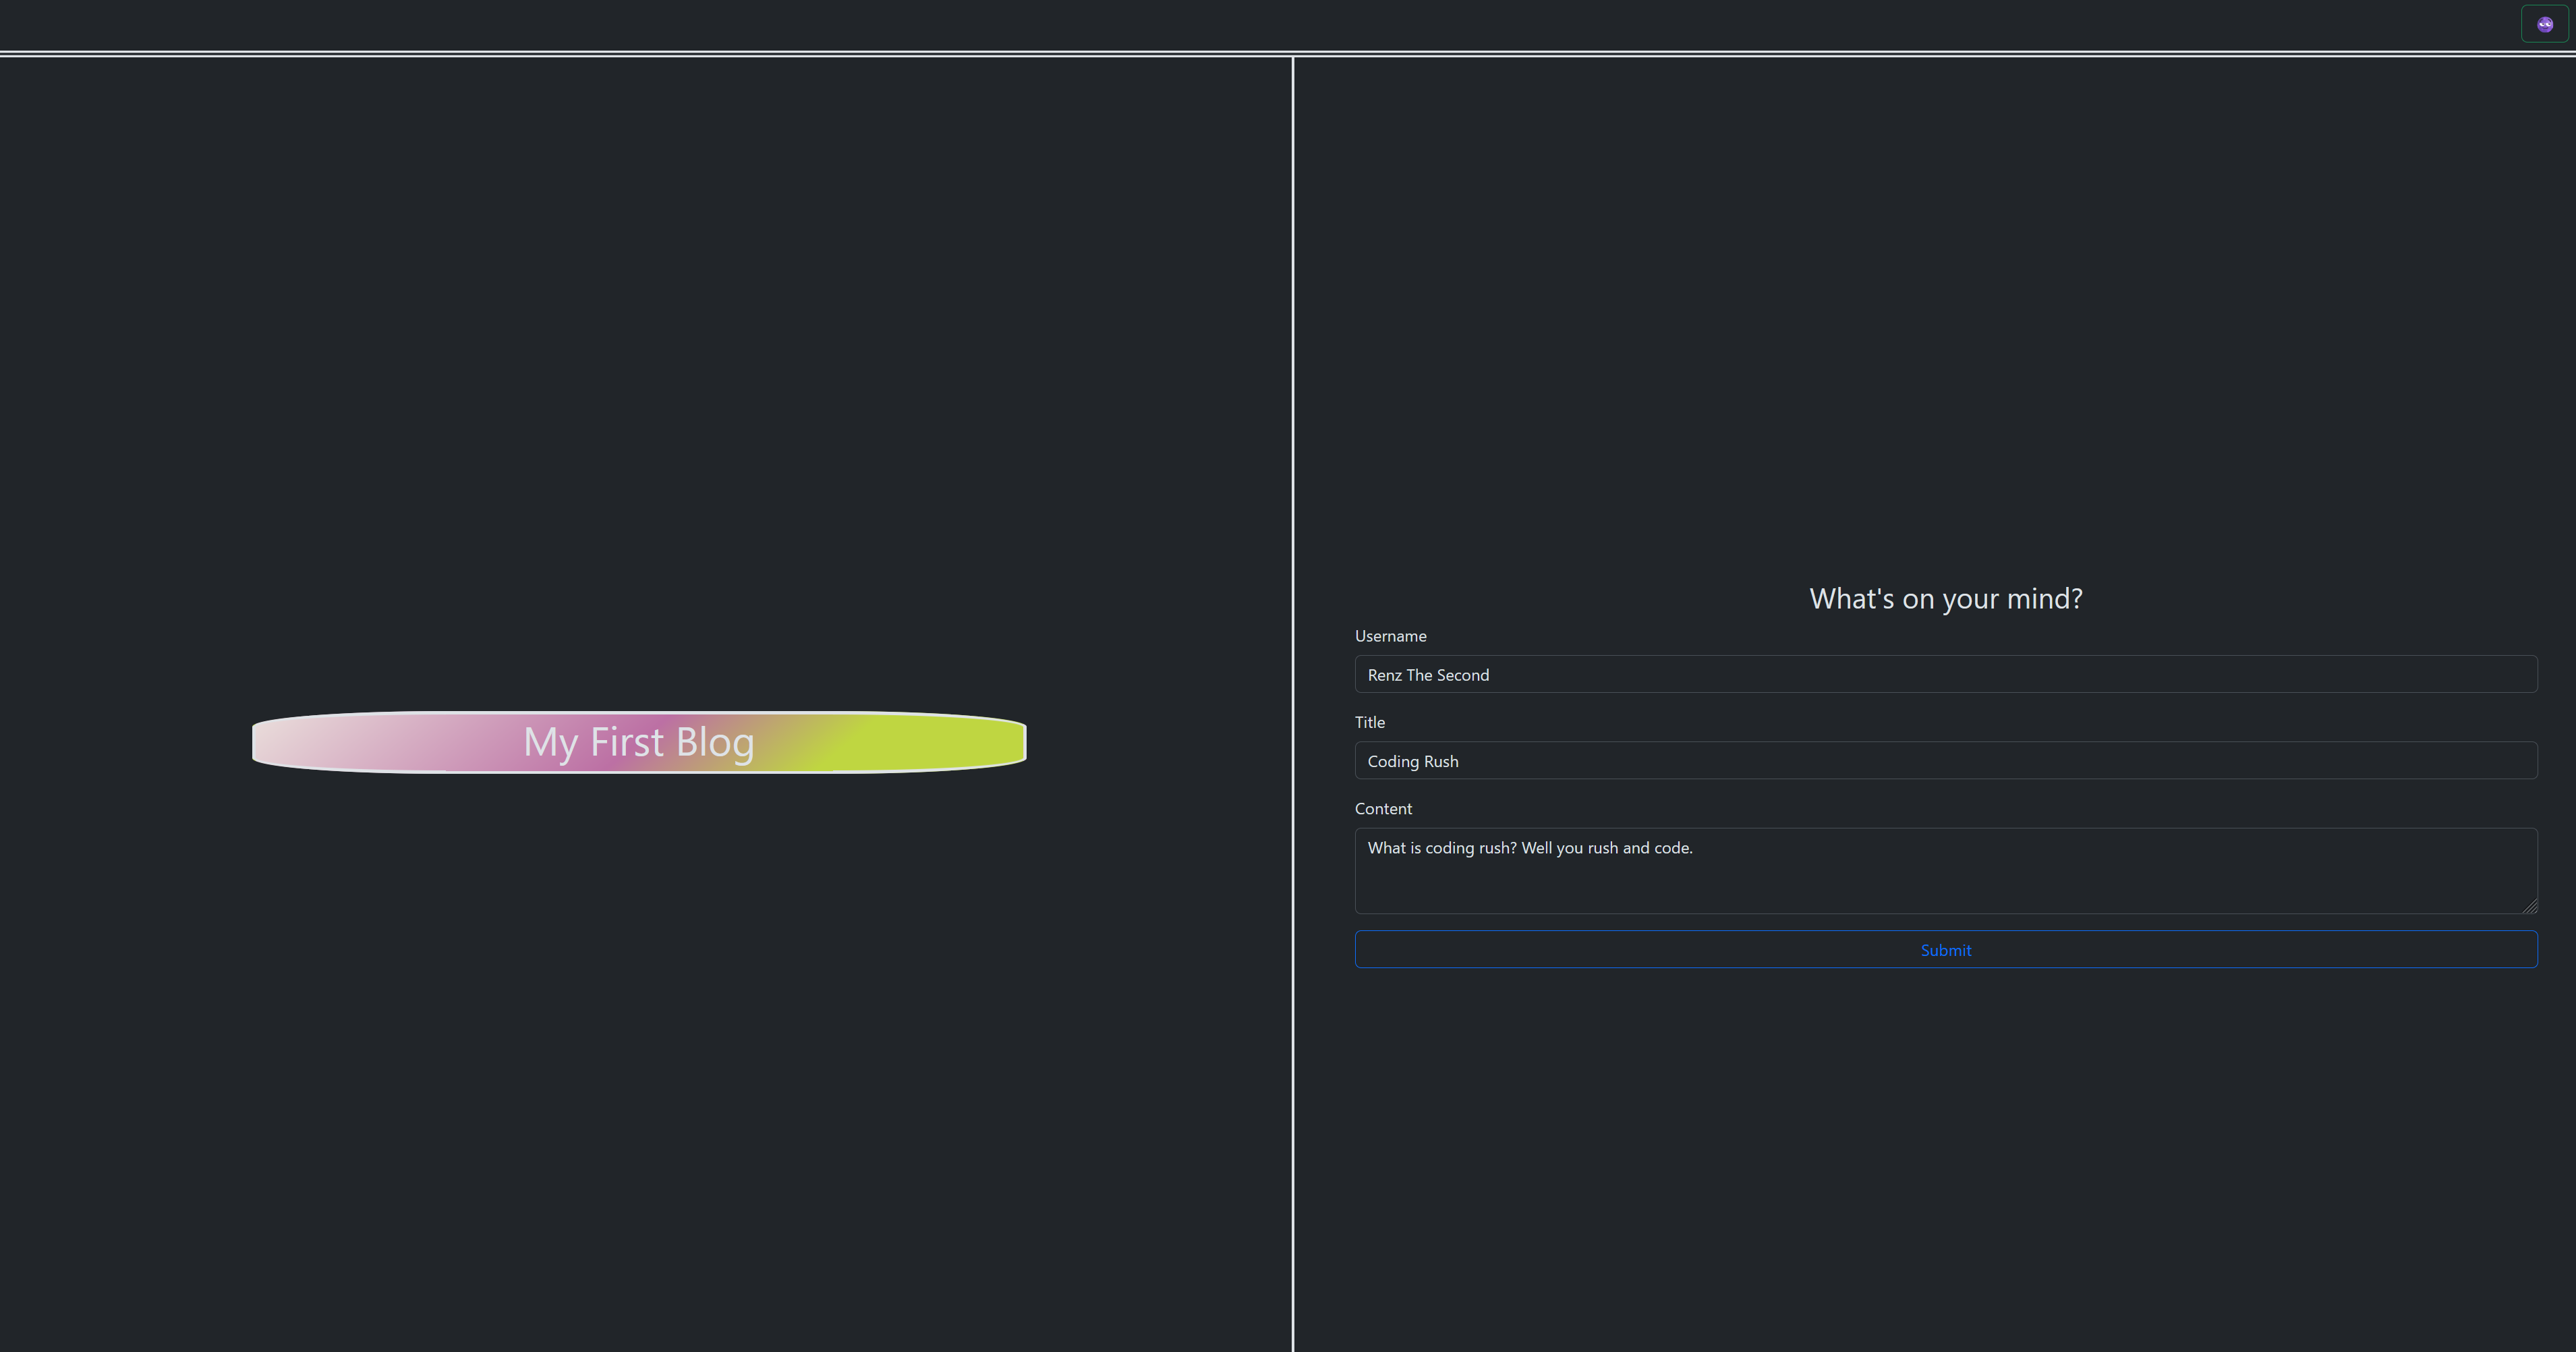 My First Blog
What's on your mind?
Username
Renz The Second
Title
Coding Rush
Content
What is coding rush? Well you rush and code.
Submit